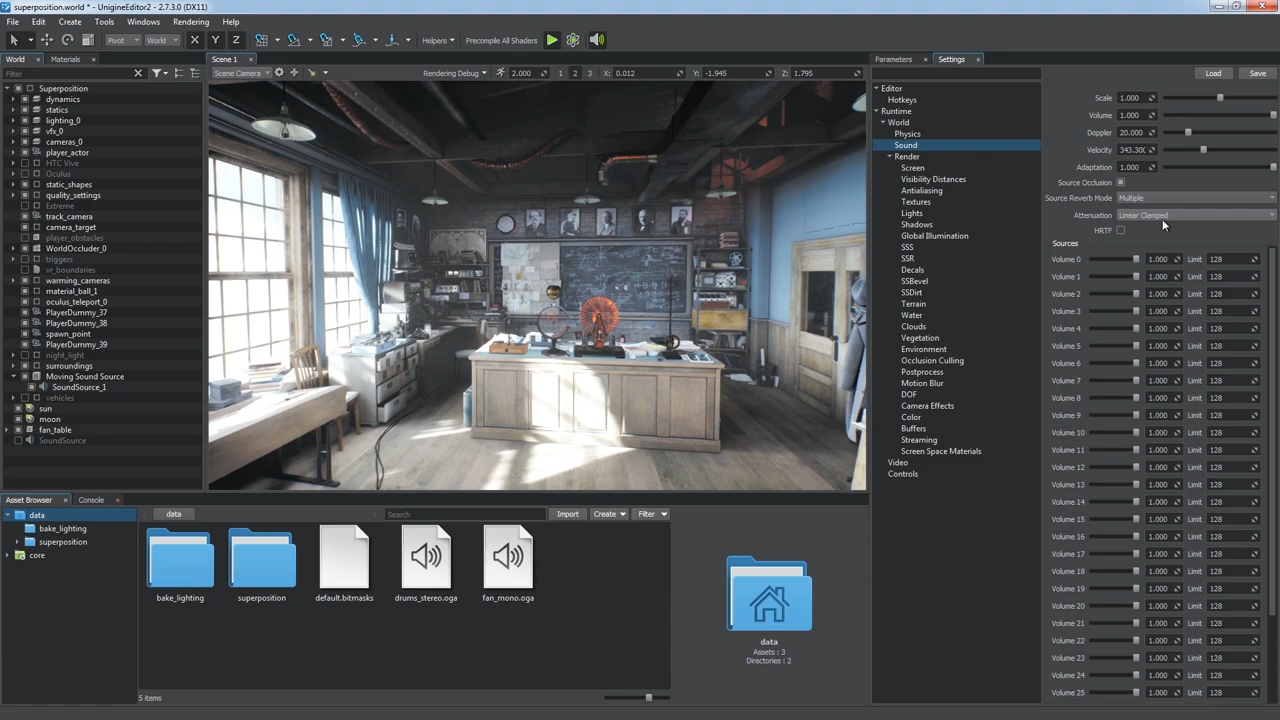 superposition.world * - UnigineEditor2 - 2.7.3.0 (DX11)
File Edit Create Tools Windows Rendering Help
Pivot World X Y Z Helpers Precompile All Shaders
World Materials
Filter
Superposition
dynamics
statics
lighting_0
vfx_0
cameras_0
player_actor
HTC Vive
Oculus
static_shapes
quality_settings
Extreme
track_camera
camera_target
player_obstacles
WorldOccluder_0
triggers
vr_boundaries
warming_cameras
material_ball_1
oculus_teleport_0
PlayerDummy_37
PlayerDummy_38
spawn_point
PlayerDummy_39
night_light
surroundings
Moving Sound Source
SoundSource_1
vehicles
sun
moon
fan_table
SoundSource
Scene 1
Scene Camera Rendering Debug 2.000 1 2 3 X: 0.012 Y: -1.945 Z: 1.795
Asset Browser Console
data
bake_lighting
superposition
core
data Search Import Create Filter
bake_lighting superposition default.bitmasks drums_stereo.oga fan_mono.oga
5 items
data
Assets : 3
Directories : 2
Parameters Settings
Load Save
Editor
Hotkeys
Runtime
World
Physics
Sound
Render
Screen
Visibility Distances
Antialiasing
Textures
Lights
Shadows
Global Illumination
SSS
SSR
Decals
SSBevel
SSDirt
Terrain
Water
Clouds
Vegetation
Environment
Occlusion Culling
Postprocess
Motion Blur
DOF
Camera Effects
Color
Buffers
Streaming
Screen Space Materials
Video
Controls
Scale 1.000
Volume 1.000
Doppler 20.000
Velocity 343.300
Adaptation 1.000
Source Occlusion
Source Reverb Mode Multiple
Attenuation Linear Clamped
HRTF
Sources
Volume 0 1.000 Limit 128
Volume 1 1.000 Limit 128
Volume 2 1.000 Limit 128
Volume 3 1.000 Limit 128
Volume 4 1.000 Limit 128
Volume 5 1.000 Limit 128
Volume 6 1.000 Limit 128
Volume 7 1.000 Limit 128
Volume 8 1.000 Limit 128
Volume 9 1.000 Limit 128
Volume 10 1.000 Limit 128
Volume 11 1.000 Limit 128
Volume 12 1.000 Limit 128
Volume 13 1.000 Limit 128
Volume 14 1.000 Limit 128
Volume 15 1.000 Limit 128
Volume 16 1.000 Limit 128
Volume 17 1.000 Limit 128
Volume 18 1.000 Limit 128
Volume 19 1.000 Limit 128
Volume 20 1.000 Limit 128
Volume 21 1.000 Limit 128
Volume 22 1.000 Limit 128
Volume 23 1.000 Limit 128
Volume 24 1.000 Limit 128
Volume 25 1.000 Limit 128